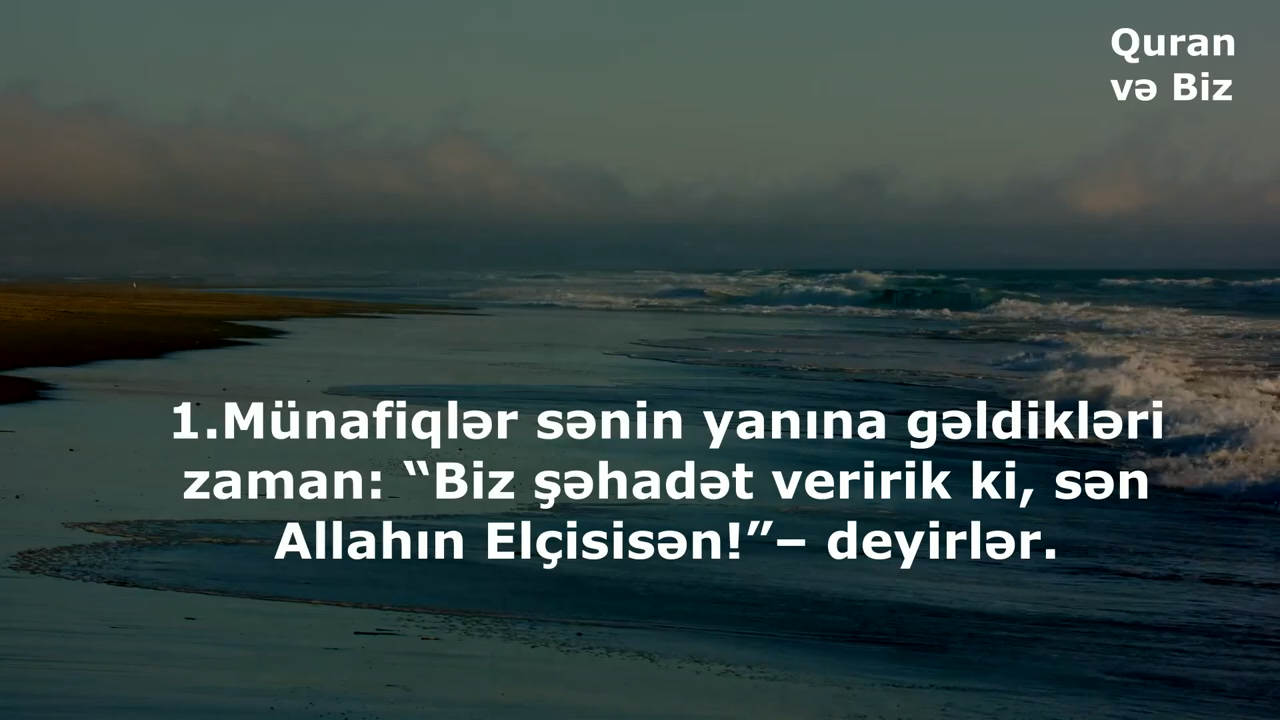 Quran
və Biz
1.Münafiqlər sənin yanına gəldikləri
zaman: “Biz şəhadət veririk ki, sən
Allahın Elçisisən!”– deyirlər.